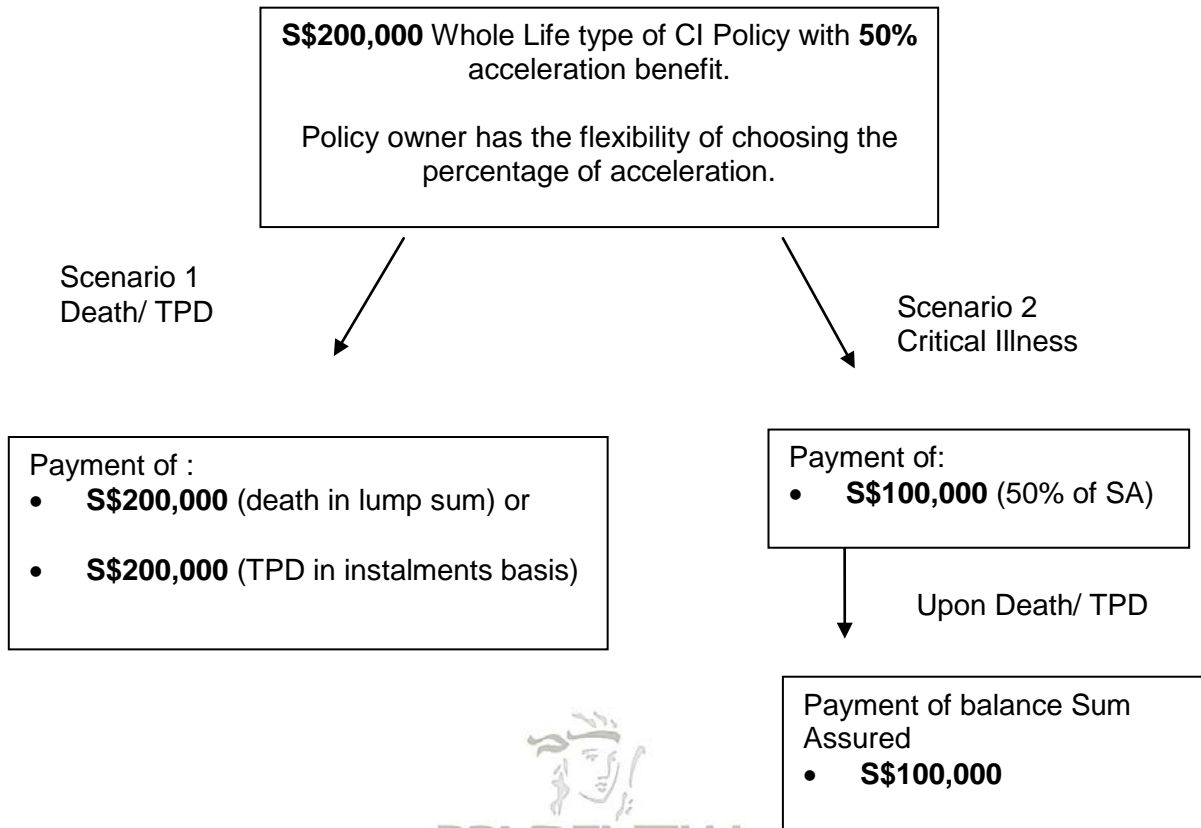 S$200,000 Whole Life type of CI Policy with 50%
acceleration benefit.
Policy owner has the flexibility of choosing the
percentage of acceleration.
Scenario 1
Death/ TPD
Scenario 2
Critical Illness
Payment of :
• S$200,000 (death in lump sum) or
• S$200,000 (TPD in instalments basis)
Payment of:
• S$100,000 (50% of SA)
Upon Death/ TPD
Payment of balance Sum
Assured
• S$100,000